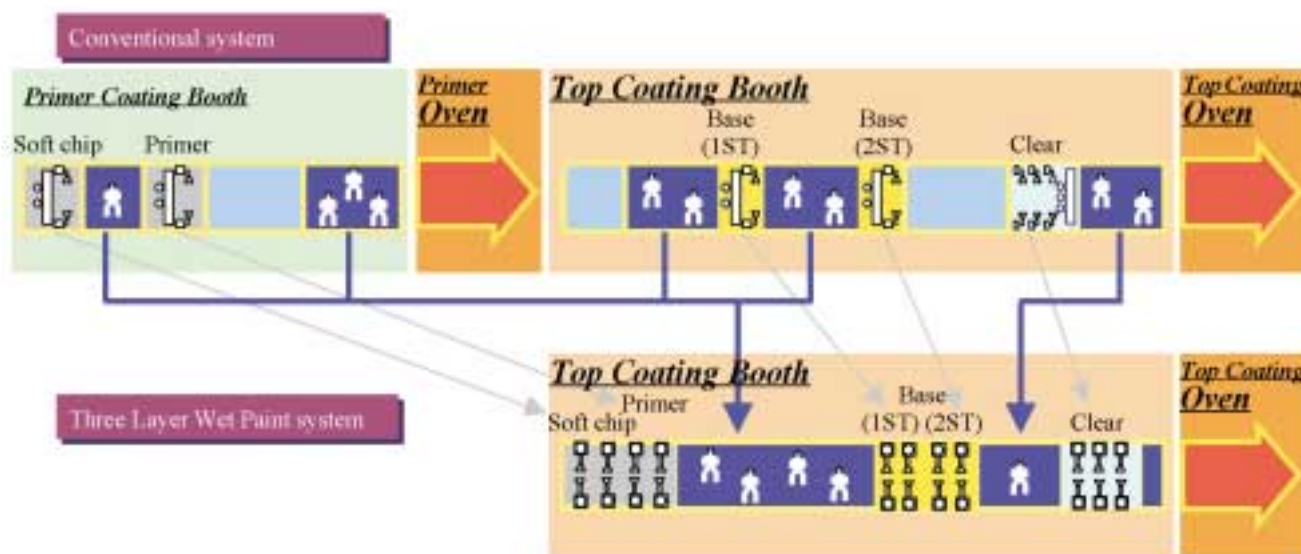 Conventional system
Primer Coating Booth
Primer
Oven
Top Coating Booth
Top Coating
Oven
Soft chip
Primer
Base
(1ST)
Base
(2ST)
Clear
Three Layer Wet Paint system
Top Coating Booth
Top Coating
Oven
Primer
Soft chip
Base
(1ST) (2ST)
Clear